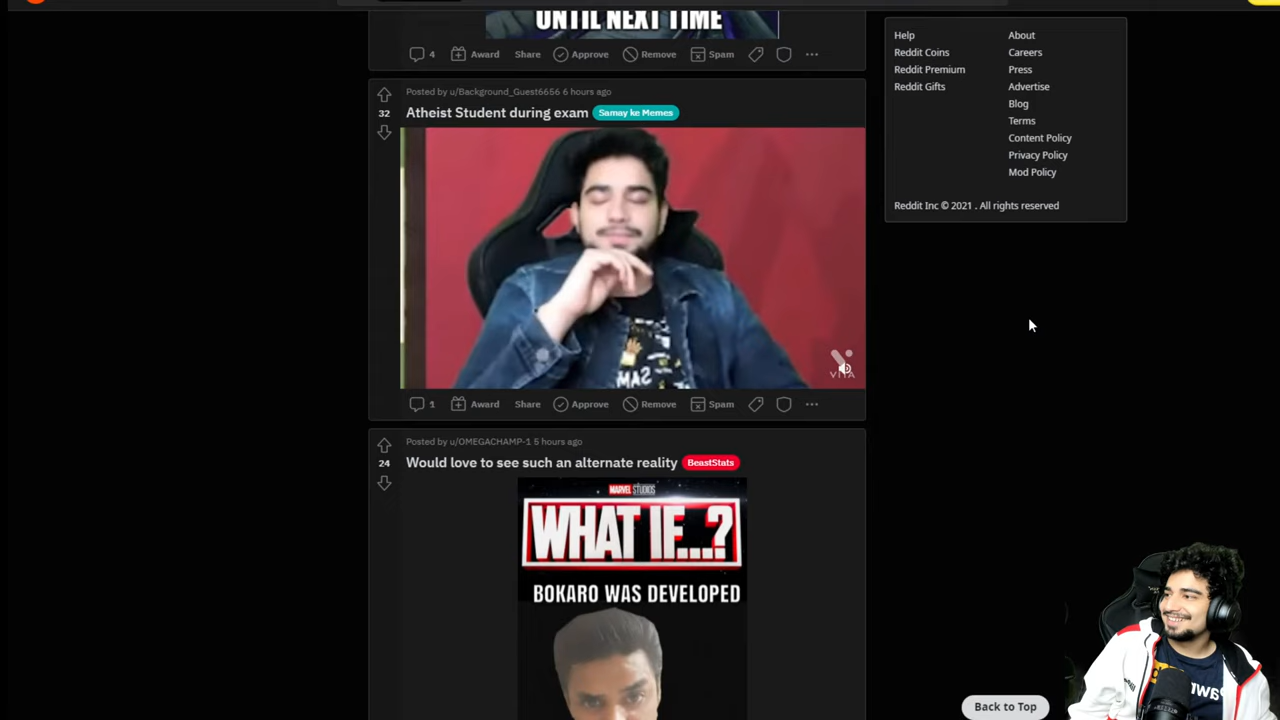 UNTIL NEXT TIME
4 Award Share Approve Remove Spam
Posted by u/Background_Guest6656 6 hours ago
32
Atheist Student during exam Samay ke Memes
SAM
VITA
1 Award Share Approve Remove Spam
Posted by u/OMEGACHAMP-1 5 hours ago
24
Would love to see such an alternate reality BeastStats
MARVEL STUDIOS
WHAT IF...?
BOKARO WAS DEVELOPED
Help
Reddit Coins
Reddit Premium
Reddit Gifts
About
Careers
Press
Advertise
Blog
Terms
Content Policy
Privacy Policy
Mod Policy
Reddit Inc © 2021 . All rights reserved
Back to Top